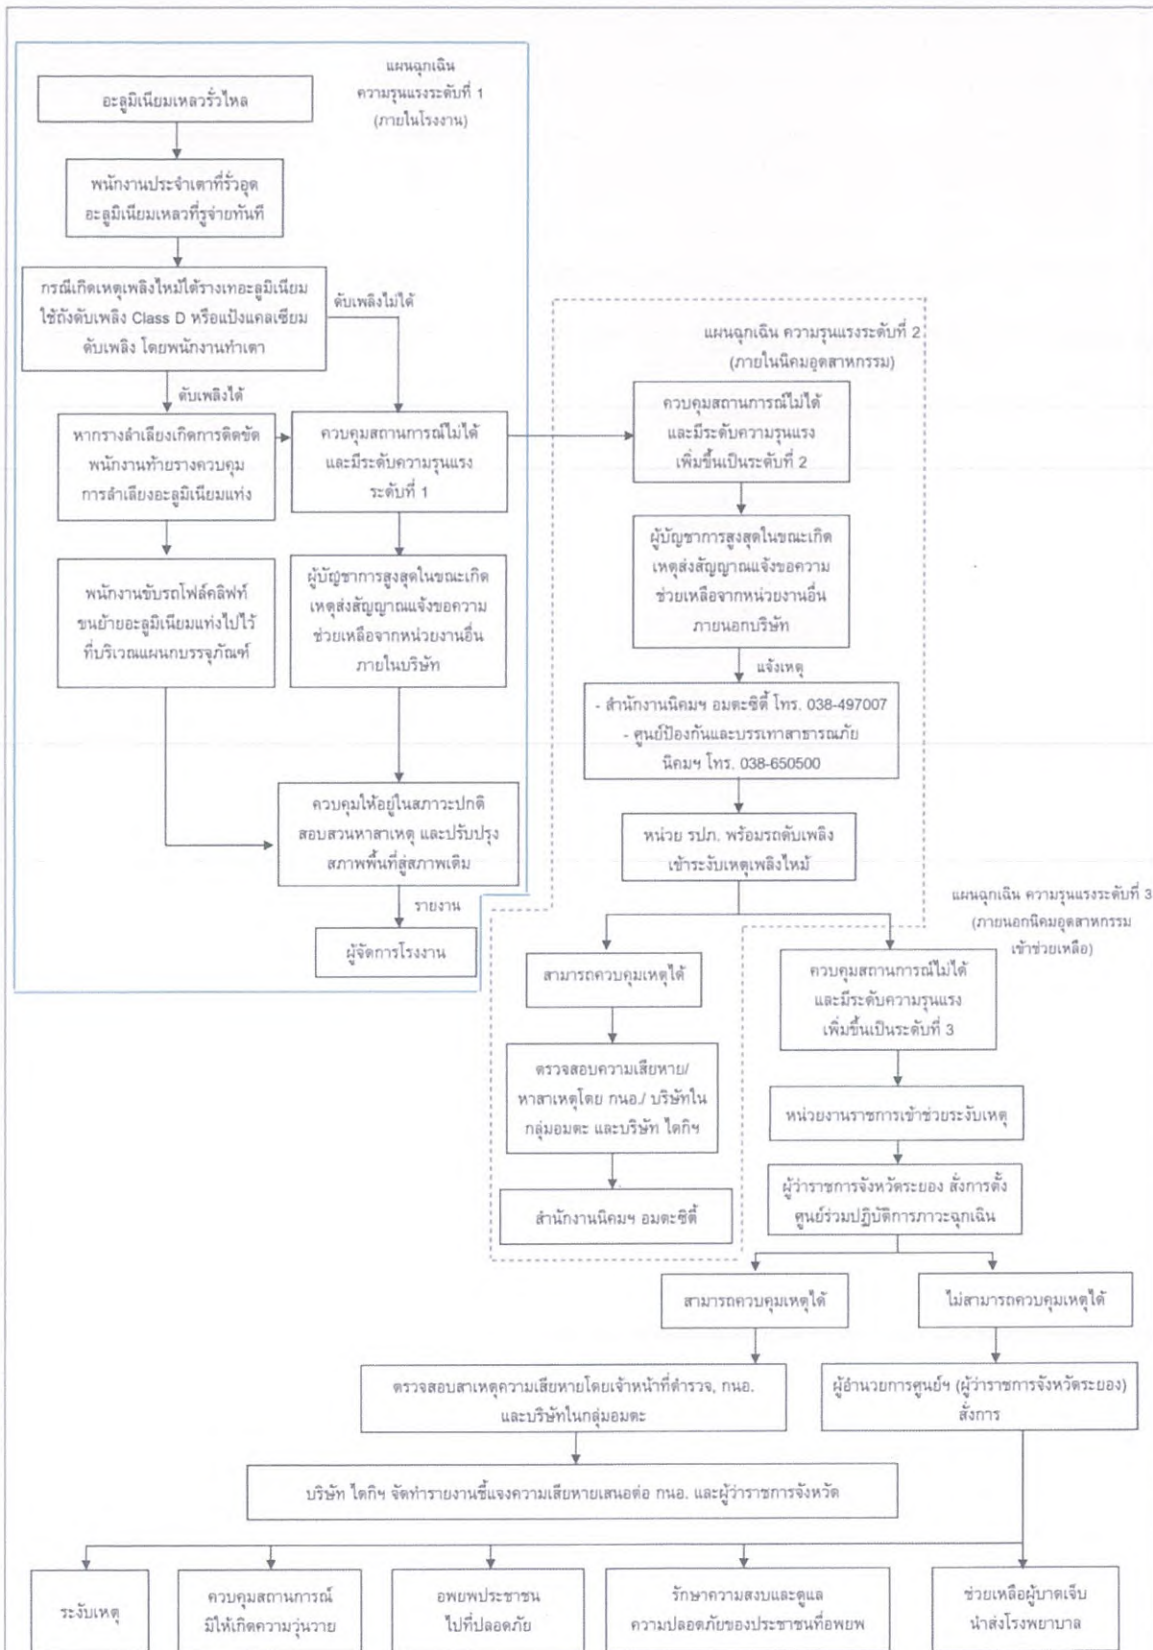 แผนฉุกเฉิน
ความรุนแรงระดับที่ 1
(ภายในโรงงาน)
อะลูมิเนียมเหลวรั่วไหล
พนักงานประจำเตาที่รั่วอุด
อะลูมิเนียมเหลวที่รูจ่ายทันที
กรณีเกิดเหตุเพลิงไหม้ใต้รางเทอะลูมิเนียม
ใช้ถังดับเพลิง Class D หรือแป้งแคลเซียม
ดับเพลิง โดยพนักงานทำเตา
ดับเพลิงไม่ได้
ดับเพลิงได้
หากรางลำเลียงเกิดการติดขัด
พนักงานท้ายรางควบคุม
การลำเลียงอะลูมิเนียมแท่ง
ควบคุมสถานการณ์ไม่ได้
และมีระดับความรุนแรง
ระดับที่ 1
พนักงานขับรถโฟล์คลิฟท์
ขนย้ายอะลูมิเนียมแท่งไปไว้
ที่บริเวณแผนกบรรจุภัณฑ์
ผู้บัญชาการสูงสุดในขณะเกิด
เหตุส่งสัญญาณแจ้งขอความ
ช่วยเหลือจากหน่วยงานอื่น
ภายในบริษัท
ควบคุมให้อยู่ในสภาวะปกติ
สอบสวนหาสาเหตุ และปรับปรุง
สภาพพื้นที่สู่สภาพเดิม
รายงาน
ผู้จัดการโรงงาน
แผนฉุกเฉิน ความรุนแรงระดับที่ 2
(ภายในนิคมอุตสาหกรรม)
ควบคุมสถานการณ์ไม่ได้
และมีระดับความรุนแรง
เพิ่มขึ้นเป็นระดับที่ 2
ผู้บัญชาการสูงสุดในขณะเกิด
เหตุส่งสัญญาณแจ้งขอความ
ช่วยเหลือจากหน่วยงานอื่น
ภายนอกบริษัท
แจ้งเหตุ
- สำนักงานนิคมฯ อมตะซิตี้ โทร. 038-497007
- ศูนย์ป้องกันและบรรเทาสาธารณภัย
นิคมฯ โทร. 038-650500
หน่วย รปภ. พร้อมรถดับเพลิง
เข้าระงับเหตุเพลิงไหม้
สามารถควบคุมเหตุได้
ตรวจสอบความเสียหาย/
หาสาเหตุโดย กนอ./ บริษัทใน
กลุ่มอมตะ และบริษัท ไดกิฯ
สำนักงานนิคมฯ อมตะซิตี้
แผนฉุกเฉิน ความรุนแรงระดับที่ 3
(ภายนอกนิคมอุตสาหกรรม
เข้าช่วยเหลือ)
ควบคุมสถานการณ์ไม่ได้
และมีระดับความรุนแรง
เพิ่มขึ้นเป็นระดับที่ 3
หน่วยงานราชการเข้าช่วยระงับเหตุ
ผู้ว่าราชการจังหวัดระยอง สั่งการตั้ง
ศูนย์ร่วมปฏิบัติการภาวะฉุกเฉิน
สามารถควบคุมเหตุได้
ไม่สามารถควบคุมเหตุได้
ตรวจสอบสาเหตุความเสียหายโดยเจ้าหน้าที่ตำรวจ, กนอ.
และบริษัทในกลุ่มอมตะ
ผู้อำนวยการศูนย์ฯ (ผู้ว่าราชการจังหวัดระยอง)
สั่งการ
บริษัท ไดกิฯ จัดทำรายงานชี้แจงความเสียหายเสนอต่อ กนอ. และผู้ว่าราชการจังหวัด
ระงับเหตุ
ควบคุมสถานการณ์
มิให้เกิดความวุ่นวาย
อพยพประชาชน
ไปที่ปลอดภัย
รักษาความสงบและดูแล
ความปลอดภัยของประชาชนที่อพยพ
ช่วยเหลือผู้บาดเจ็บ
นำส่งโรงพยาบาล